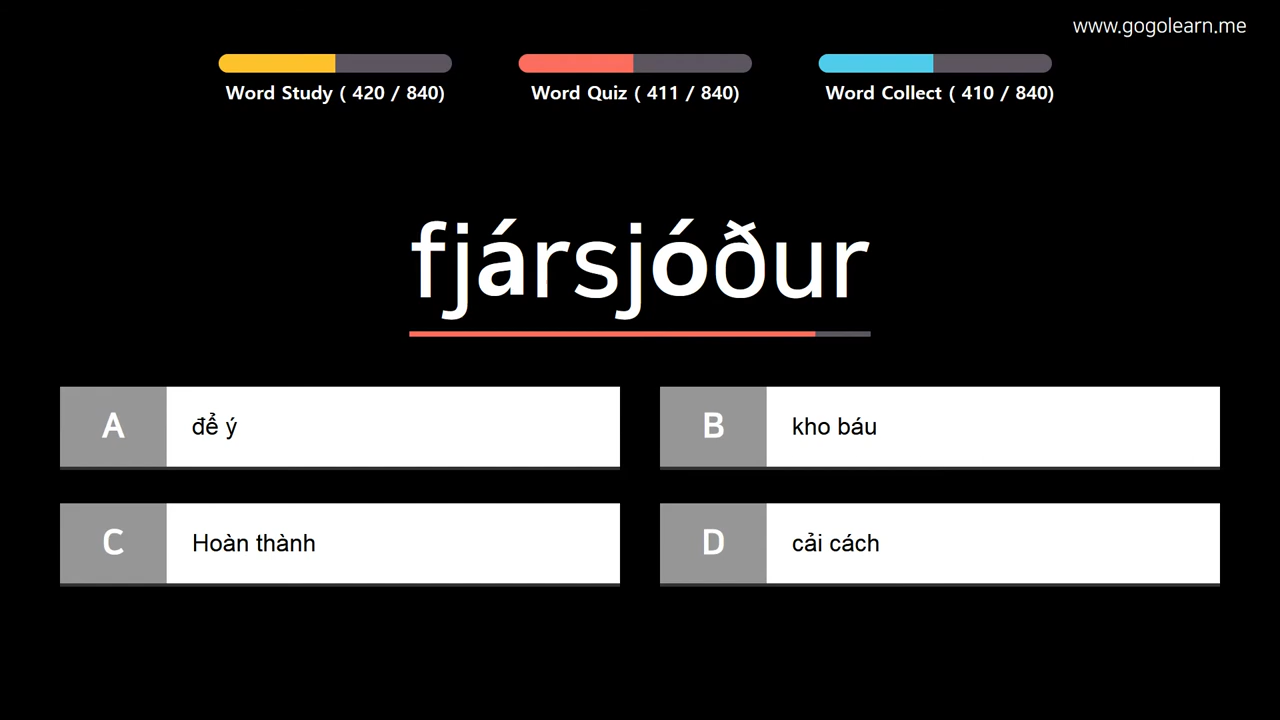 www.gogolearn.me
Word Study ( 420 / 840)
Word Quiz ( 411 / 840)
Word Collect ( 410 / 840)
fjársjóður
A
để ý
B
kho báu
C
Hoàn thành
D
cải cách